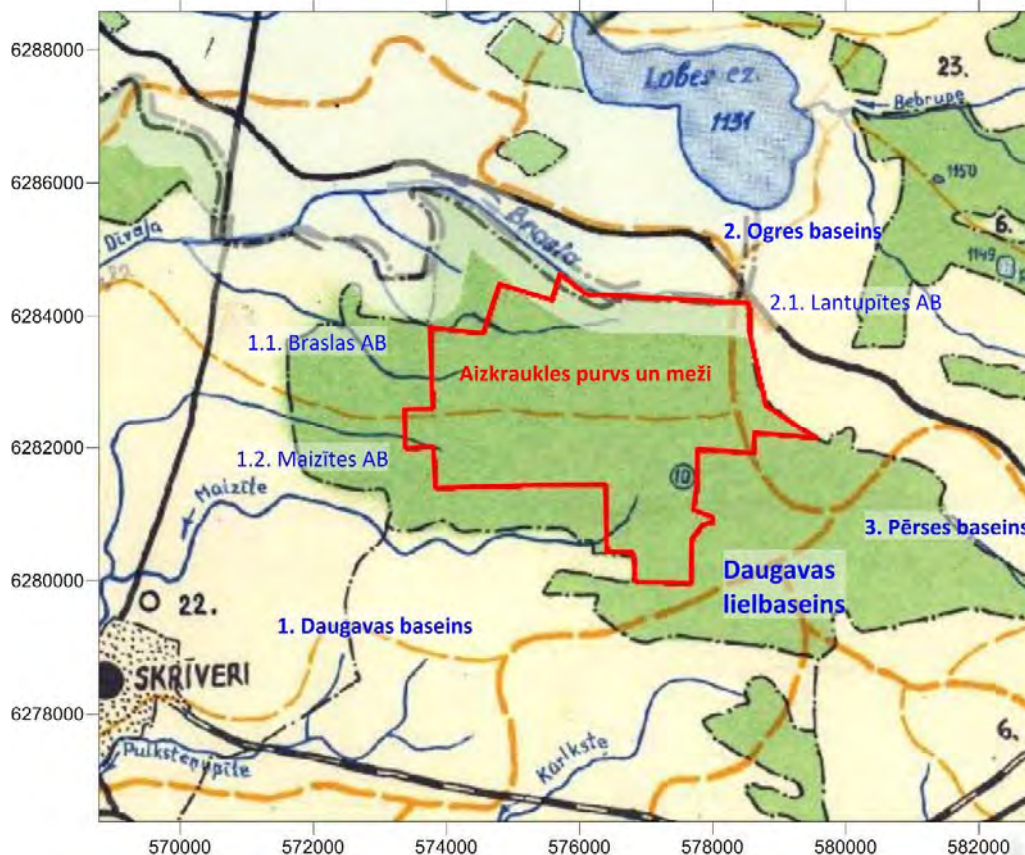 6288000
Lobes ez.
1131
23.
Bebrupe
1150
6286000
Dīvaja
Brasla
2. Ogres baseins
6.
1149
6284000
2.1. Lantupītes AB
1.1. Braslas AB
Aizkraukles purvs un meži
6282000
1.2. Maizītes AB
10
Maizīte
3. Pērses baseins
6280000
Daugavas
lielbaseins
22.
1. Daugavas baseins
SKRĪVERI
6278000
6.
Pulksteņupīte
Karikste
570000
572000
574000
576000
578000
580000
582000